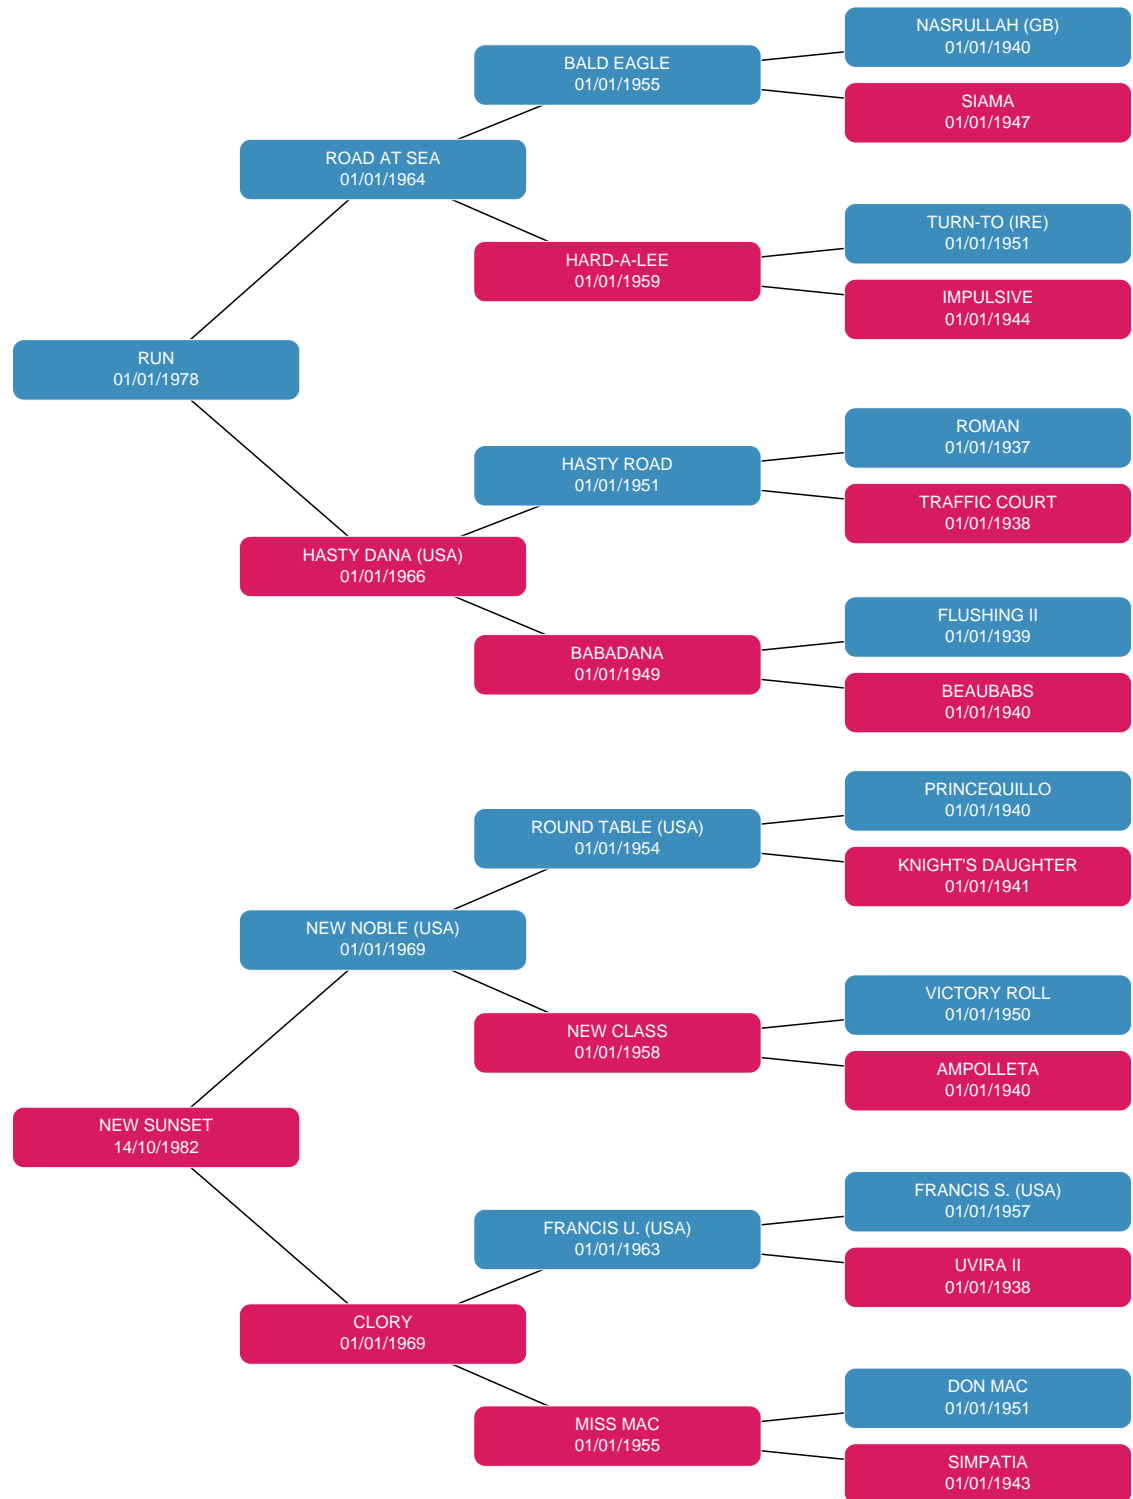 NASRULLAH (GB)
01/01/1940
BALD EAGLE
01/01/1955
SIAMA
01/01/1947
ROAD AT SEA
01/01/1964
TURN-TO (IRE)
01/01/1951
HARD-A-LEE
01/01/1959
IMPULSIVE
01/01/1944
RUN
01/01/1978
ROMAN
01/01/1937
HASTY ROAD
01/01/1951
TRAFFIC COURT
01/01/1938
HASTY DANA (USA)
01/01/1966
FLUSHING II
01/01/1939
BABADANA
01/01/1949
BEAUBABS
01/01/1940
PRINCEQUILLO
01/01/1940
ROUND TABLE (USA)
01/01/1954
KNIGHT'S DAUGHTER
01/01/1941
NEW NOBLE (USA)
01/01/1969
VICTORY ROLL
01/01/1950
NEW CLASS
01/01/1958
AMPOLLETA
01/01/1940
NEW SUNSET
14/10/1982
FRANCIS S. (USA)
01/01/1957
FRANCIS U. (USA)
01/01/1963
UVIRA II
01/01/1938
CLORY
01/01/1969
DON MAC
01/01/1951
MISS MAC
01/01/1955
SIMPATIA
01/01/1943